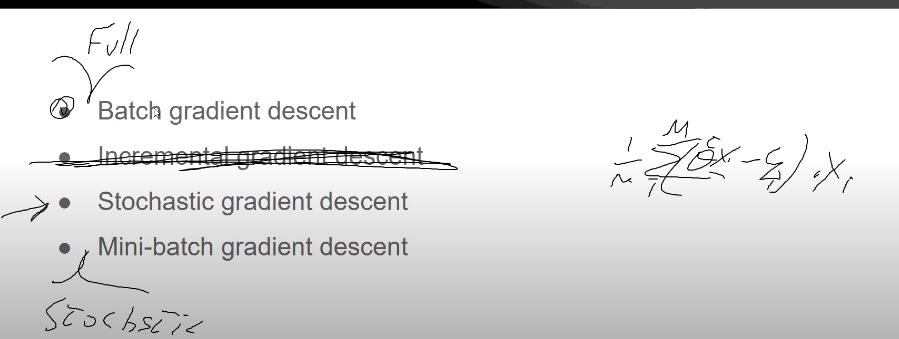 Full
Batch gradient descent
Incremental gradient descent
Stochastic gradient descent
Mini-batch gradient descent
Stochstic